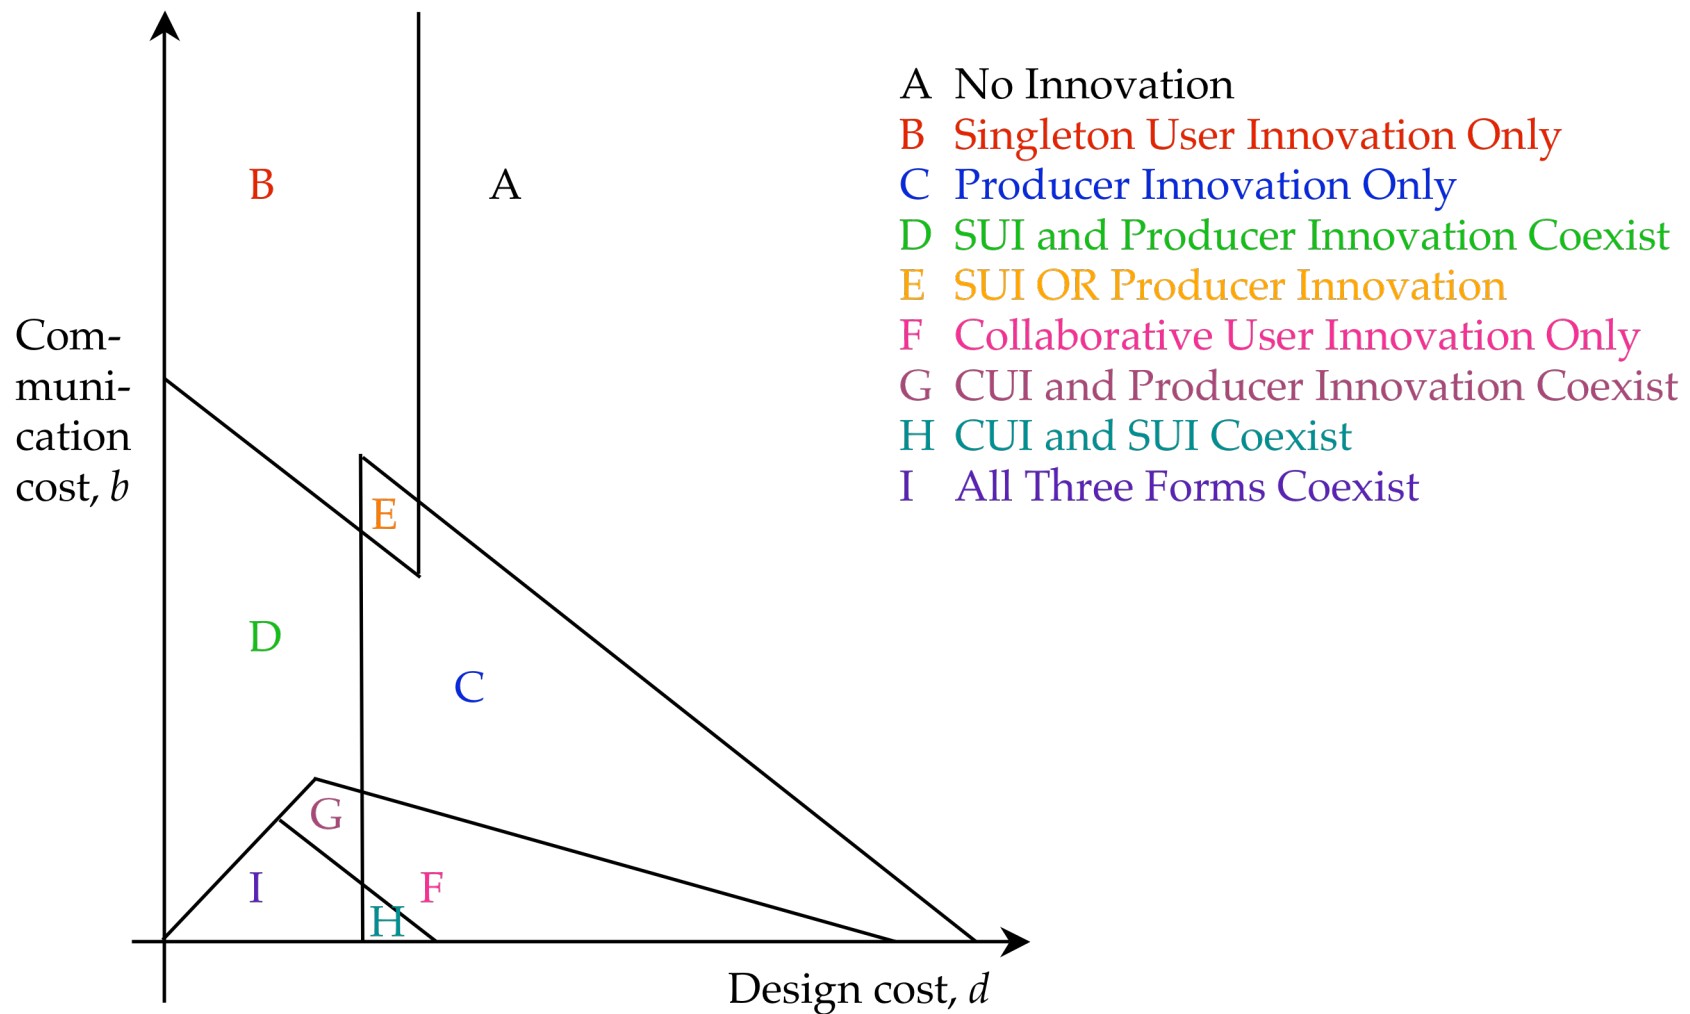 A No Innovation
B Singleton User Innovation Only
C Producer Innovation Only
D SUI and Producer Innovation Coexist
E SUI OR Producer Innovation
F Collaborative User Innovation Only
G CUI and Producer Innovation Coexist
H CUI and SUI Coexist
I All Three Forms Coexist
B
A
Com-
muni-
cation
cost, b
E
D
C
G
I
F
H
Design cost, d